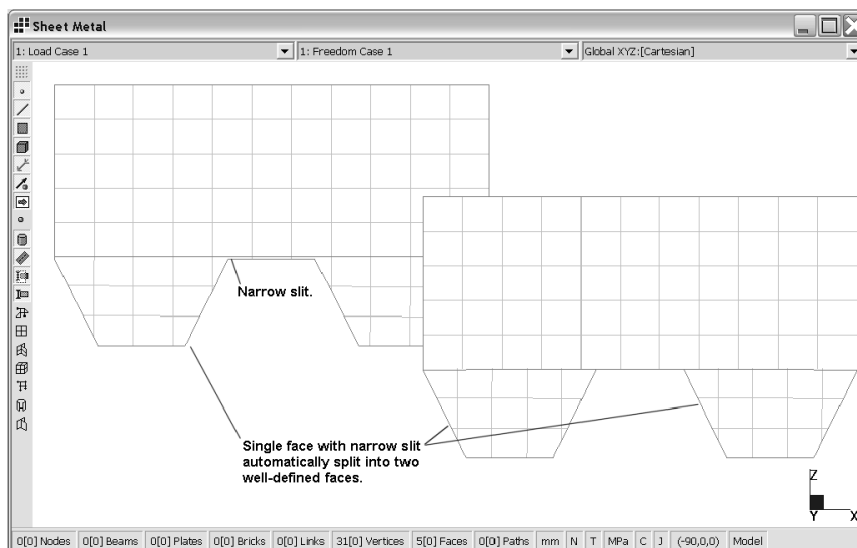 Sheet Metal
1: Load Case 1
1: Freedom Case 1
Global XYZ:[Cartesian]
Narrow slit.
Single face with narrow slit
automatically split into two
well-defined faces.
Z
Y X
0[0] Nodes 0[0] Beams 0[0] Plates 0[0] Bricks 0[0] Links 31[0] Vertices 5[0] Faces 0[0] Paths mm N T MPa C J (-90,0,0) Model